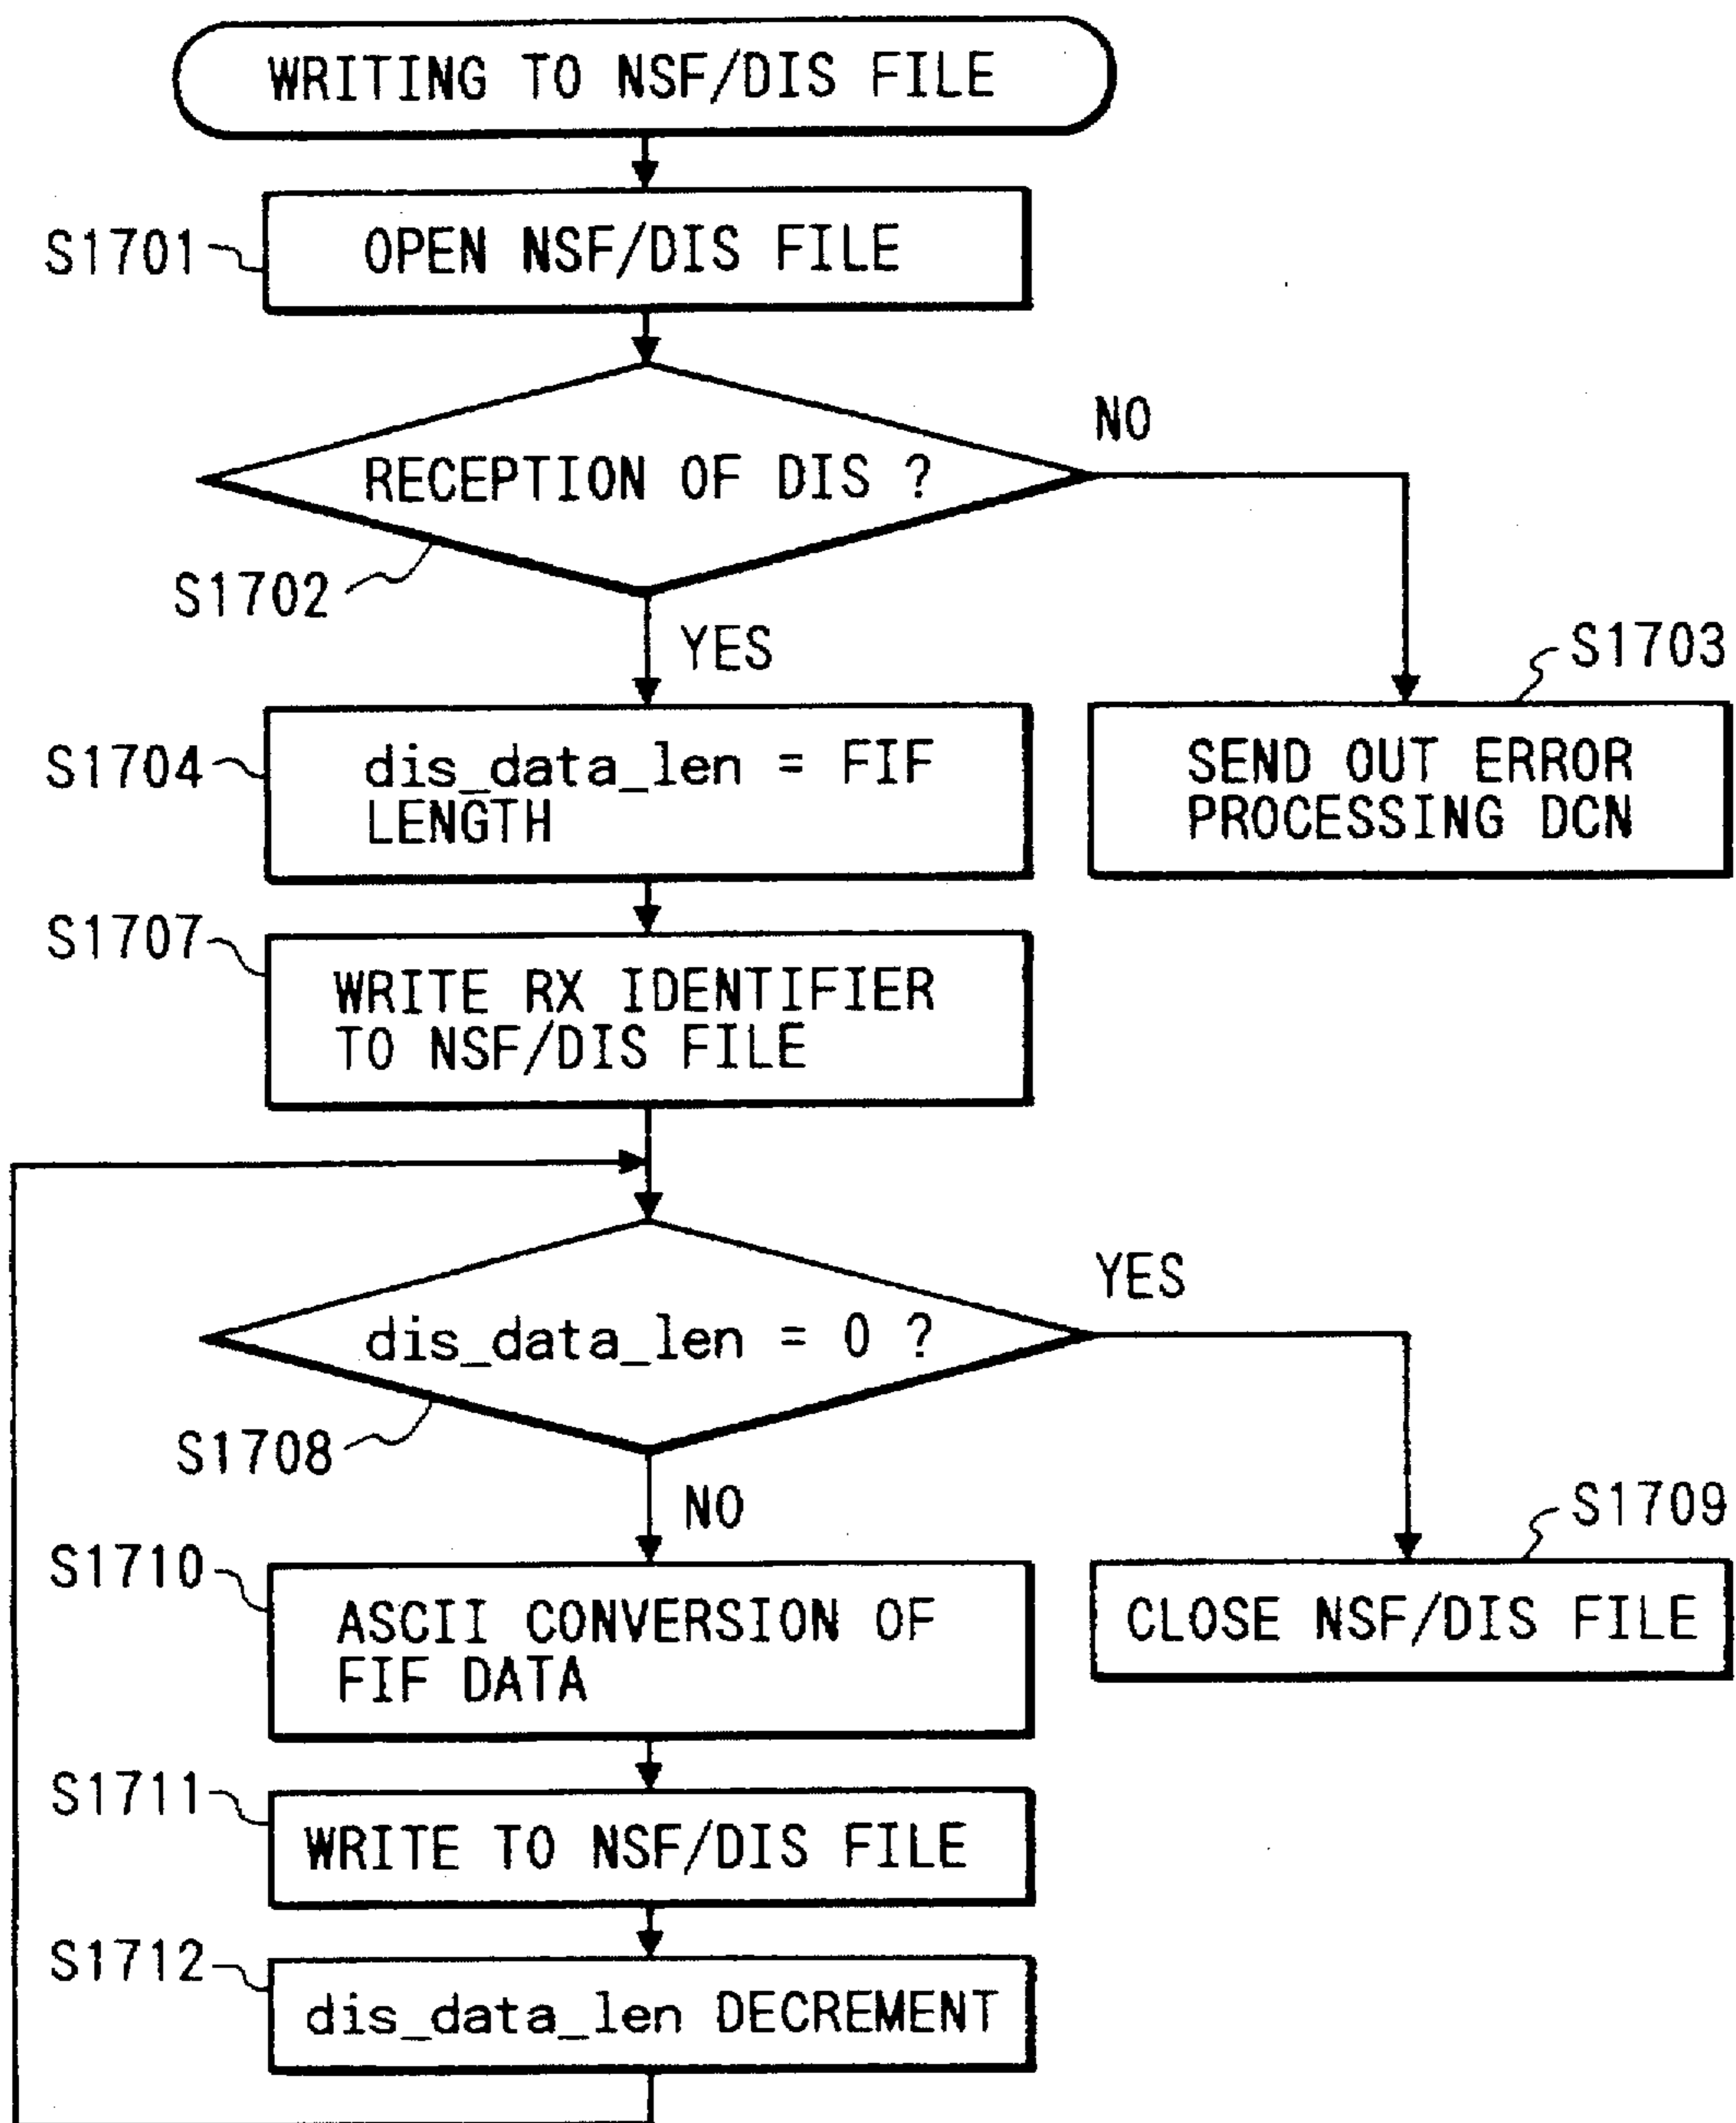 WRITING TO NSF/DIS FILE
S1701
OPEN NSF/DIS FILE
RECEPTION OF DIS ?
NO
S1702
YES
S1703
S1704
dis_data_len = FIF
LENGTH
SEND OUT ERROR
PROCESSING DCN
S1707
WRITE RX IDENTIFIER
TO NSF/DIS FILE
dis_data_len = 0 ?
YES
S1708
NO
S1709
S1710
ASCII CONVERSION OF
FIF DATA
CLOSE NSF/DIS FILE
S1711
WRITE TO NSF/DIS FILE
S1712
dis_data_len DECREMENT